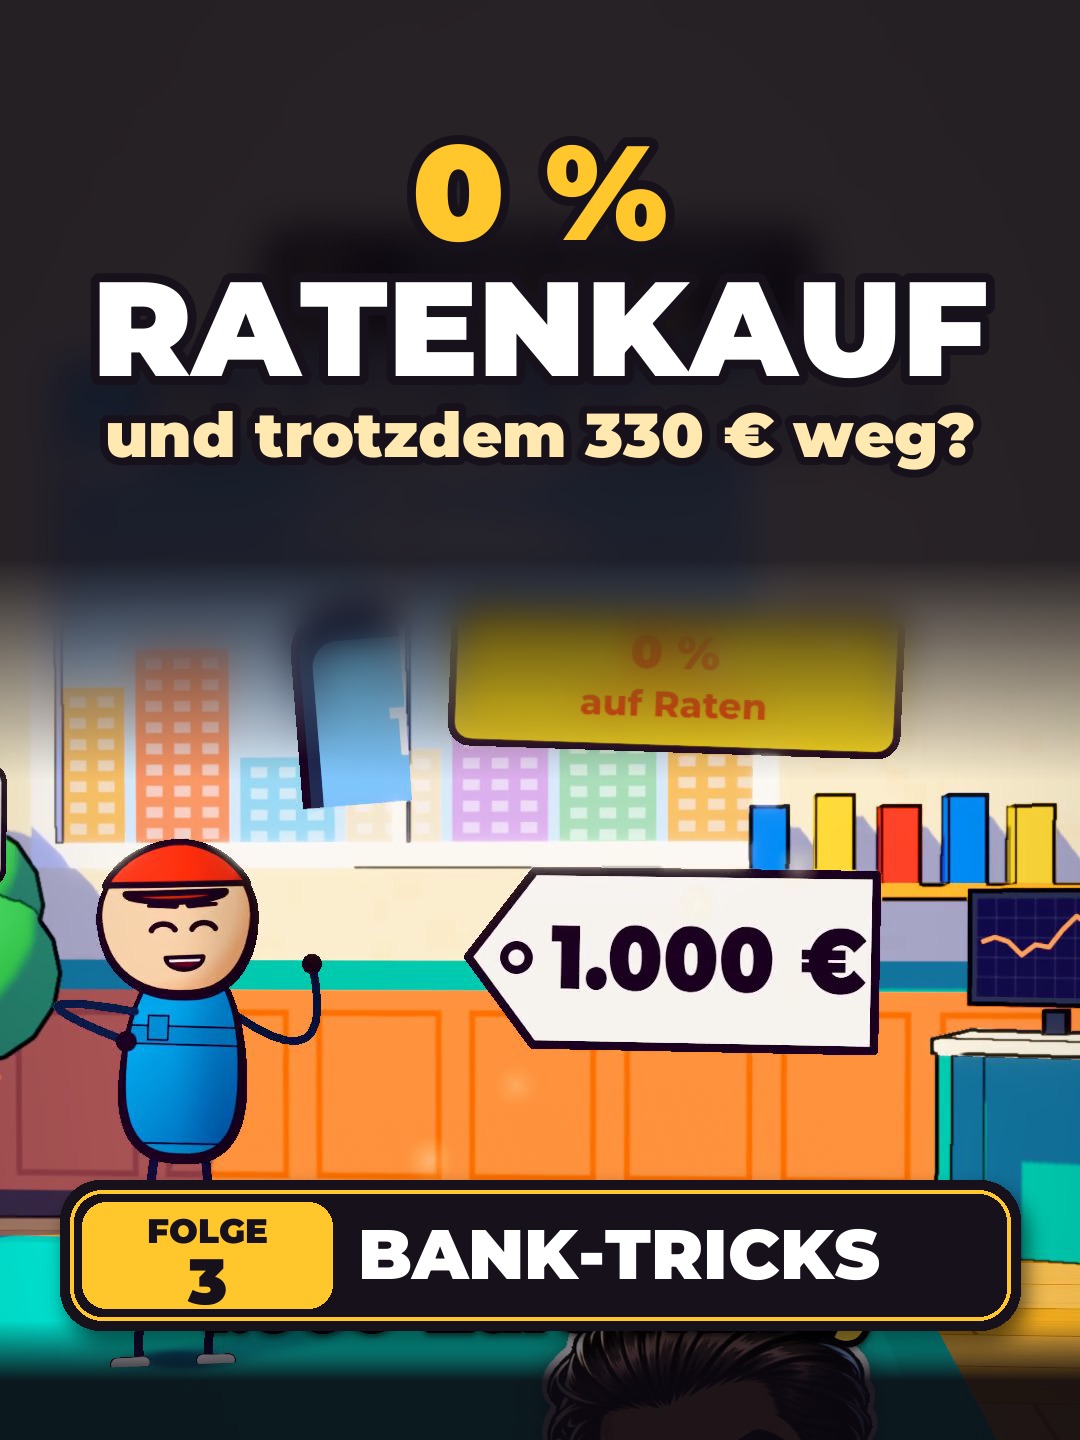 0 %
RATENKAUF
und trotzdem 330 € weg?
0 %
auf Raten
1.000 €
FOLGE
3
BANK-TRICKS